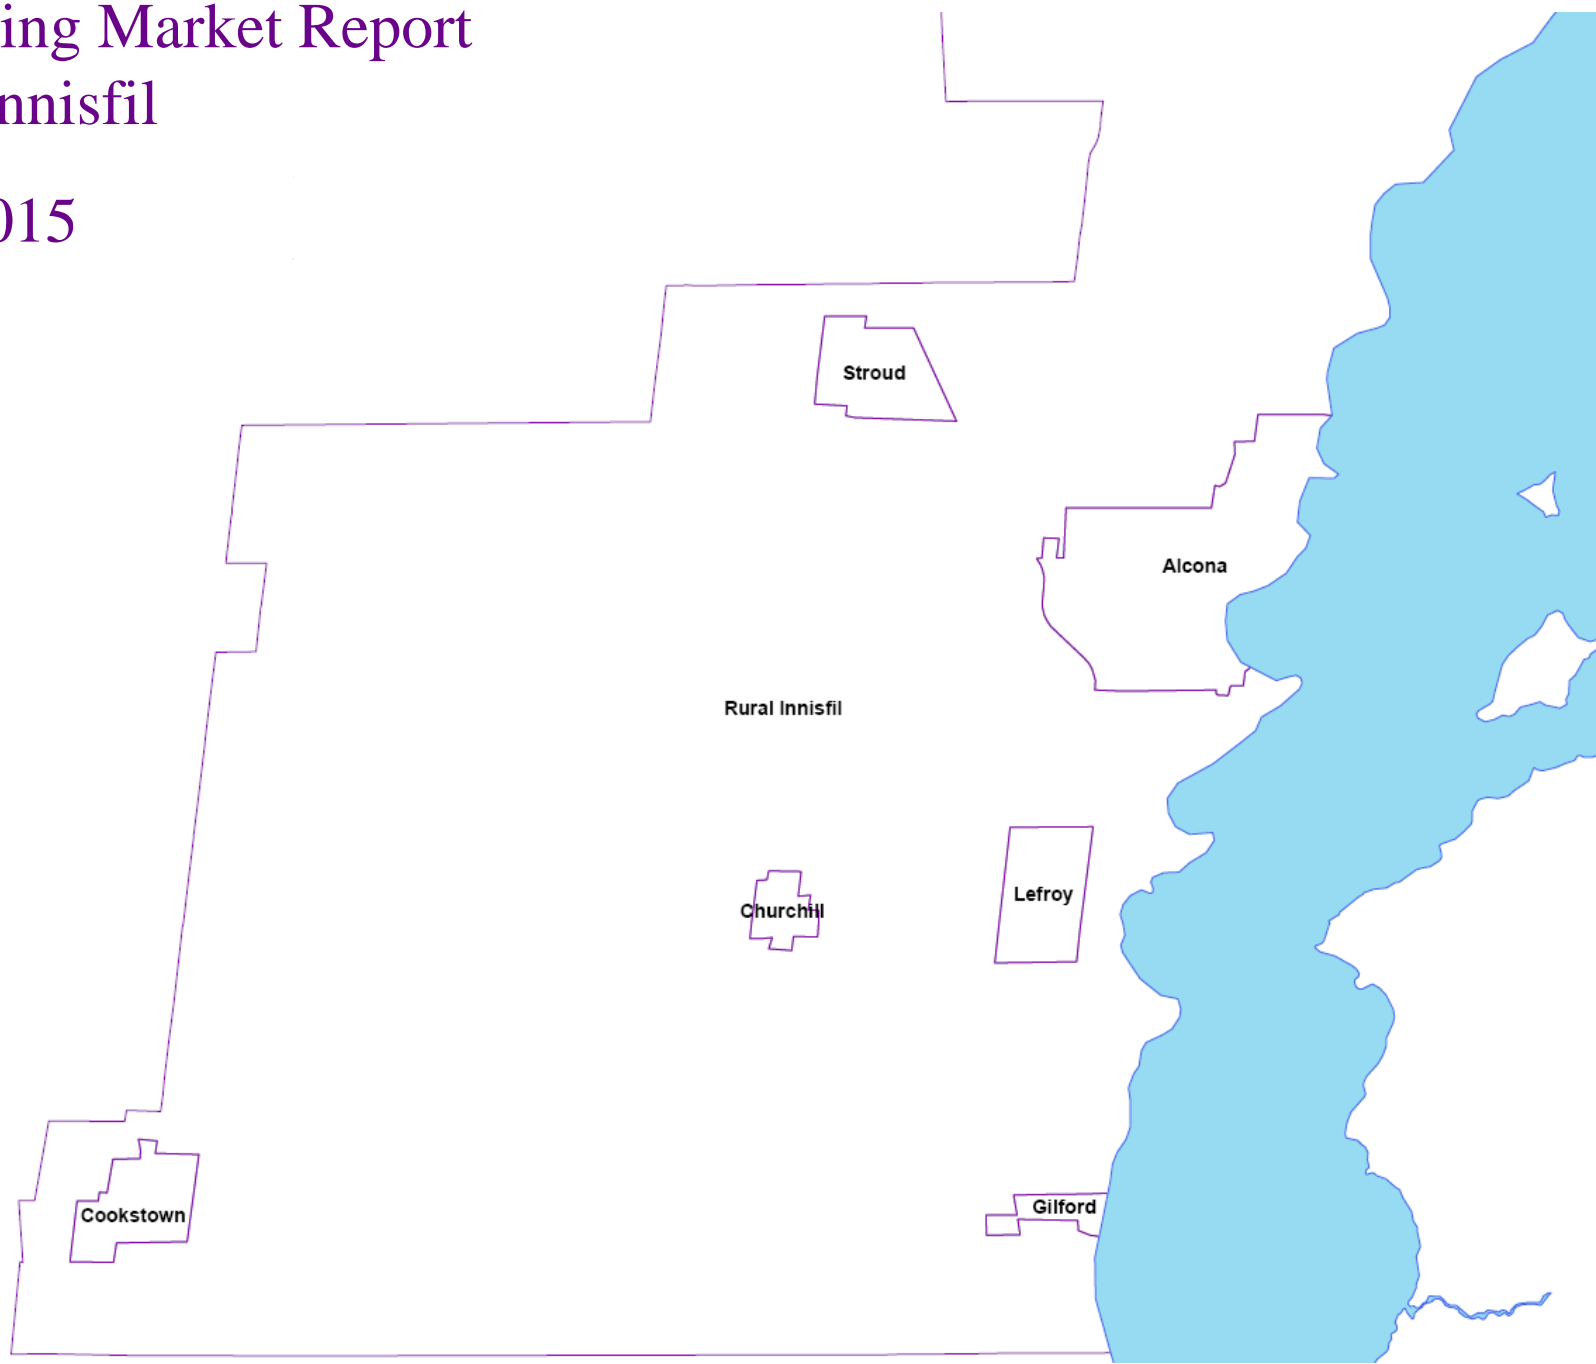 ing Market Report
nnisfil
015
Stroud
Alcona
Rural Innisfil
Lefroy
Churchill
Gilford
Cookstown